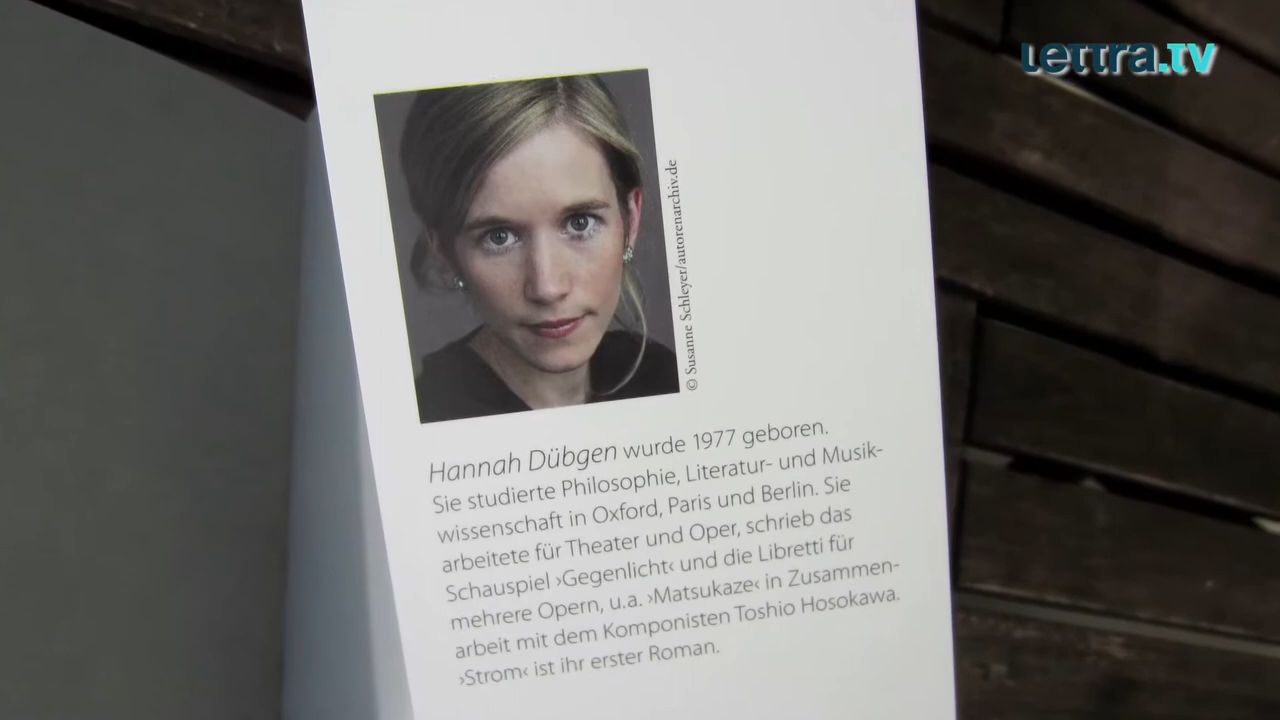 lettra.TV
© Susanne Schleyer/autorenarchiv.de
Hannah Dübgen wurde 1977 geboren.
Sie studierte Philosophie, Literatur- und Musik-
wissenschaft in Oxford, Paris und Berlin. Sie
arbeitete für Theater und Oper, schrieb das
Schauspiel ›Gegenlicht‹ und die Libretti für
mehrere Opern, u.a. ›Matsukaze‹ in Zusammen-
arbeit mit dem Komponisten Toshio Hosokawa.
›Strom‹ ist ihr erster Roman.